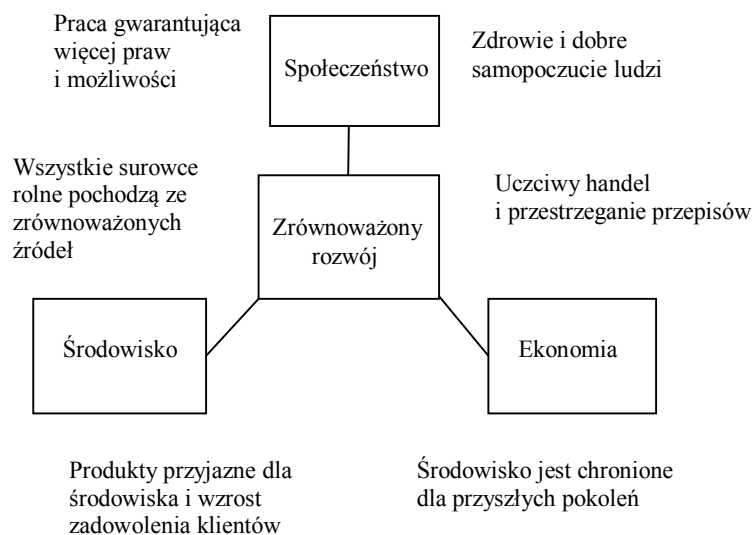 Praca gwarantująca
więcej praw
i możliwości
Społeczeństwo
Zdrowie i dobre
samopoczucie ludzi
Wszystkie surowce
rolne pochodzą ze
zrównoważonych
źródeł
Zrównoważony
rozwój
Uczciwy handel
i przestrzeganie przepisów
Środowisko
Ekonomia
Produkty przyjazne dla
środowiska i wzrost
zadowolenia klientów
Środowisko jest chronione
dla przyszłych pokoleń